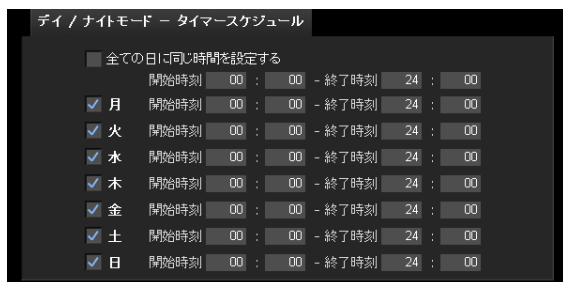 デイ / ナイトモード － タイマースケジュール
全ての日に同じ時間を設定する
開始時刻 00 : 00 - 終了時刻 24 : 00
月 開始時刻 00 : 00 - 終了時刻 24 : 00
火 開始時刻 00 : 00 - 終了時刻 24 : 00
水 開始時刻 00 : 00 - 終了時刻 24 : 00
木 開始時刻 00 : 00 - 終了時刻 24 : 00
金 開始時刻 00 : 00 - 終了時刻 24 : 00
土 開始時刻 00 : 00 - 終了時刻 24 : 00
日 開始時刻 00 : 00 - 終了時刻 24 : 00